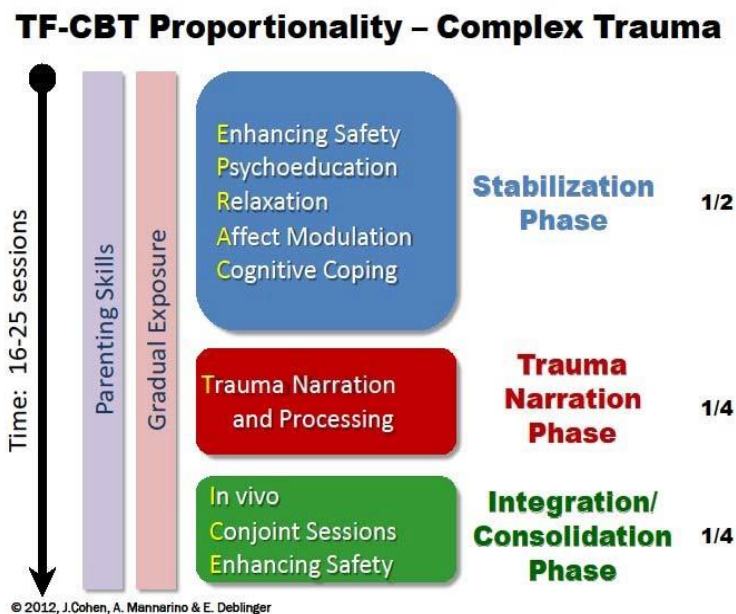 TF-CBT Proportionality – Complex Trauma
Time: 16-25 sessions
Parenting Skills
Gradual Exposure
Enhancing Safety
Psychoeducation
Relaxation
Affect Modulation
Cognitive Coping
Stabilization
Phase
1/2
Trauma Narration
and Processing
Trauma
Narration
Phase
1/4
In vivo
Conjoint Sessions
Enhancing Safety
Integration/
Consolidation
Phase
1/4
© 2012, J.Cohen, A. Mannarino & E. Deblinger